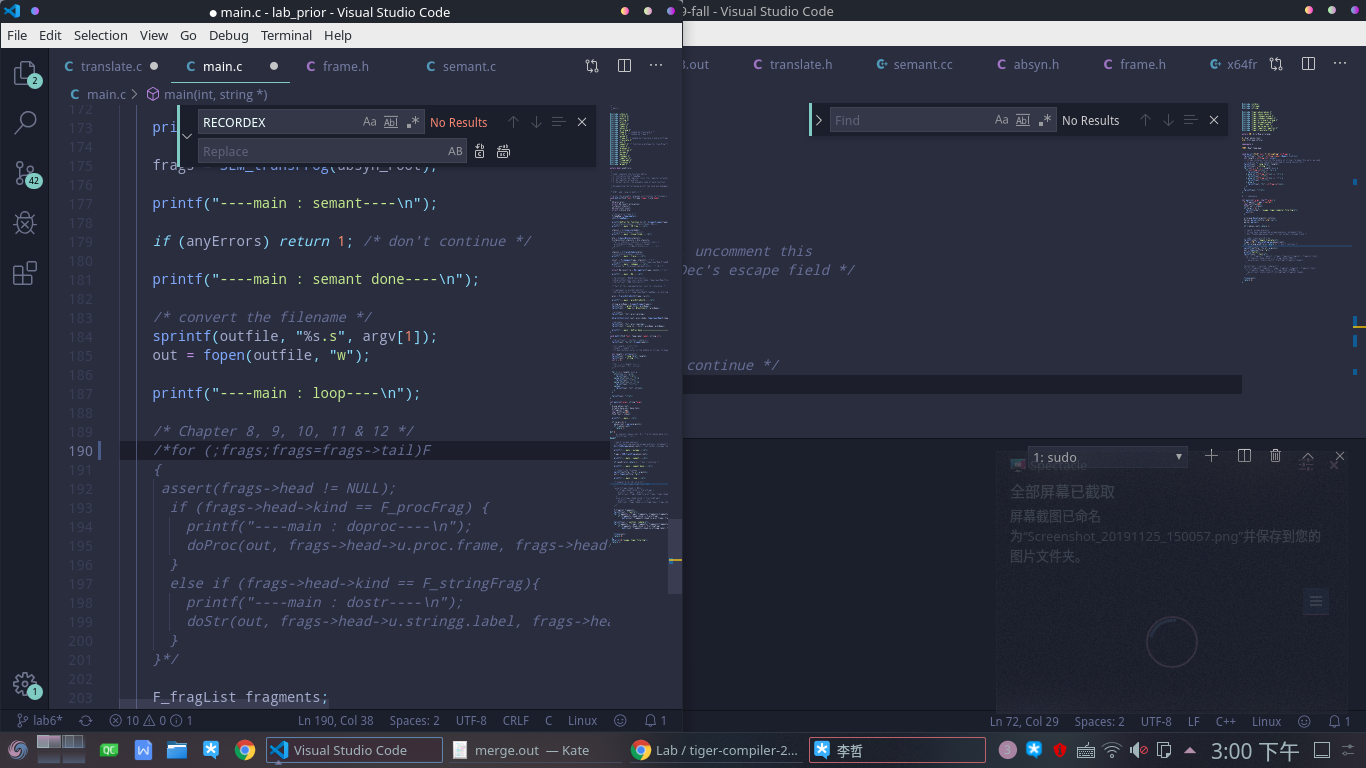 main.c - lab_prior - Visual Studio Code
9-fall - Visual Studio Code
File Edit Selection View Go Debug Terminal Help
translate.c
main.c
frame.h
semant.c
.out
translate.h
semant.cc
absyn.h
frame.h
x64fr
main.c
main(int, string *)
RECORDEX
Aa
Abl
No Results
Replace
AB
Find
Aa
Abl
No Results
2
42
1
172
173 pri
174
175
176
177 printf("----main : semant----\n");
178
179 if (anyErrors) return 1; /* don't continue */
180
181 printf("----main : semant done----\n");
182
183 /* convert the filename */
184 sprintf(outfile, "%s.s", argv[1]);
185 out = fopen(outfile, "w");
186
187 printf("----main : loop----\n");
188
189 /* Chapter 8, 9, 10, 11 & 12 */
190 /*for (;frags;frags=frags->tail)F
191 {
192 assert(frags->head != NULL);
193 if (frags->head->kind == F_procFrag) {
194 printf("----main : doproc----\n");
195 doProc(out, frags->head->u.proc.frame, frags->head
196 }
197 else if (frags->head->kind == F_stringFrag){
198 printf("----main : dostr----\n");
199 doStr(out, frags->head->u.stringg.label, frags->hea
200 }
201 }*/
202
203 F_fragList fragments;
uncomment this
Dec's escape field */
continue */
1: sudo
Spectacle
全部屏幕已截取
屏幕截图已命名
为"Screenshot_20191125_150057.png"并保存到您的
图片文件夹。
lab6*
10
0
1
Ln 190, Col 38
Spaces: 2
UTF-8
CRLF
C
Linux
1
Ln 72, Col 29
Spaces: 2
UTF-8
LF
C++
Linux
1
QC
Visual Studio Code
merge.out — Kate
Lab / tiger-compiler-2...
李哲
3
3:00 下午